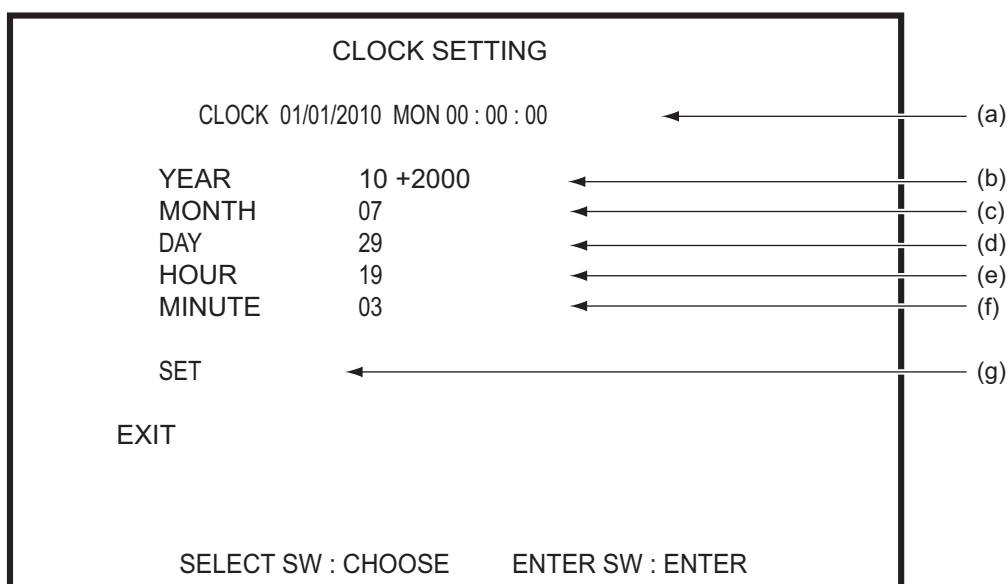 CLOCK SETTING
CLOCK 01/01/2010 MON 00 : 00 : 00 (a)
YEAR 10 +2000 (b)
MONTH 07 (c)
DAY 29 (d)
HOUR 19 (e)
MINUTE 03 (f)
SET (g)
EXIT
SELECT SW : CHOOSE ENTER SW : ENTER